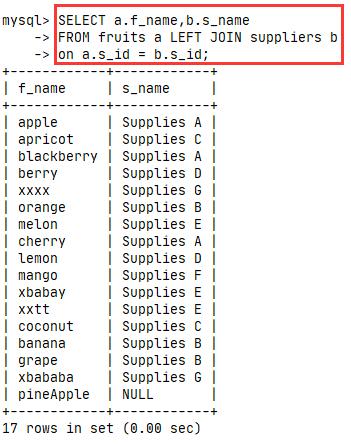 mysql> SELECT a.f_name,b.s_name
    -> FROM fruits a LEFT JOIN suppliers b
    -> on a.s_id = b.s_id;
+------------+------------+
| f_name     | s_name     |
+------------+------------+
| apple      | Supplies A |
| apricot    | Supplies C |
| blackberry | Supplies A |
| berry      | Supplies D |
| xxxx       | Supplies G |
| orange     | Supplies B |
| melon      | Supplies E |
| cherry     | Supplies A |
| lemon      | Supplies D |
| mango      | Supplies F |
| xbabay     | Supplies E |
| xxtt       | Supplies E |
| coconut    | Supplies C |
| banana     | Supplies B |
| grape      | Supplies B |
| xbababa    | Supplies G |
| pineApple  | NULL       |
+------------+------------+
17 rows in set (0.00 sec)